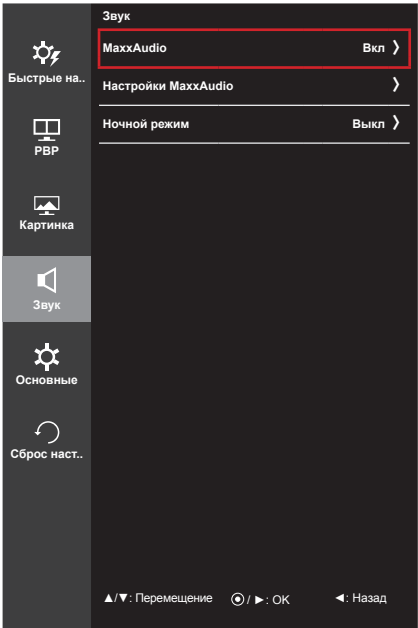 Звук
MaxxAudio Вкл ❭
Настройки MaxxAudio ❭
Ночной режим Выкл ❭
Быстрые на..
PBP
Картинка
Звук
Основные
Сброс наст..
▲/▼: Перемещение ⦿/ ►: OK ◄: Назад